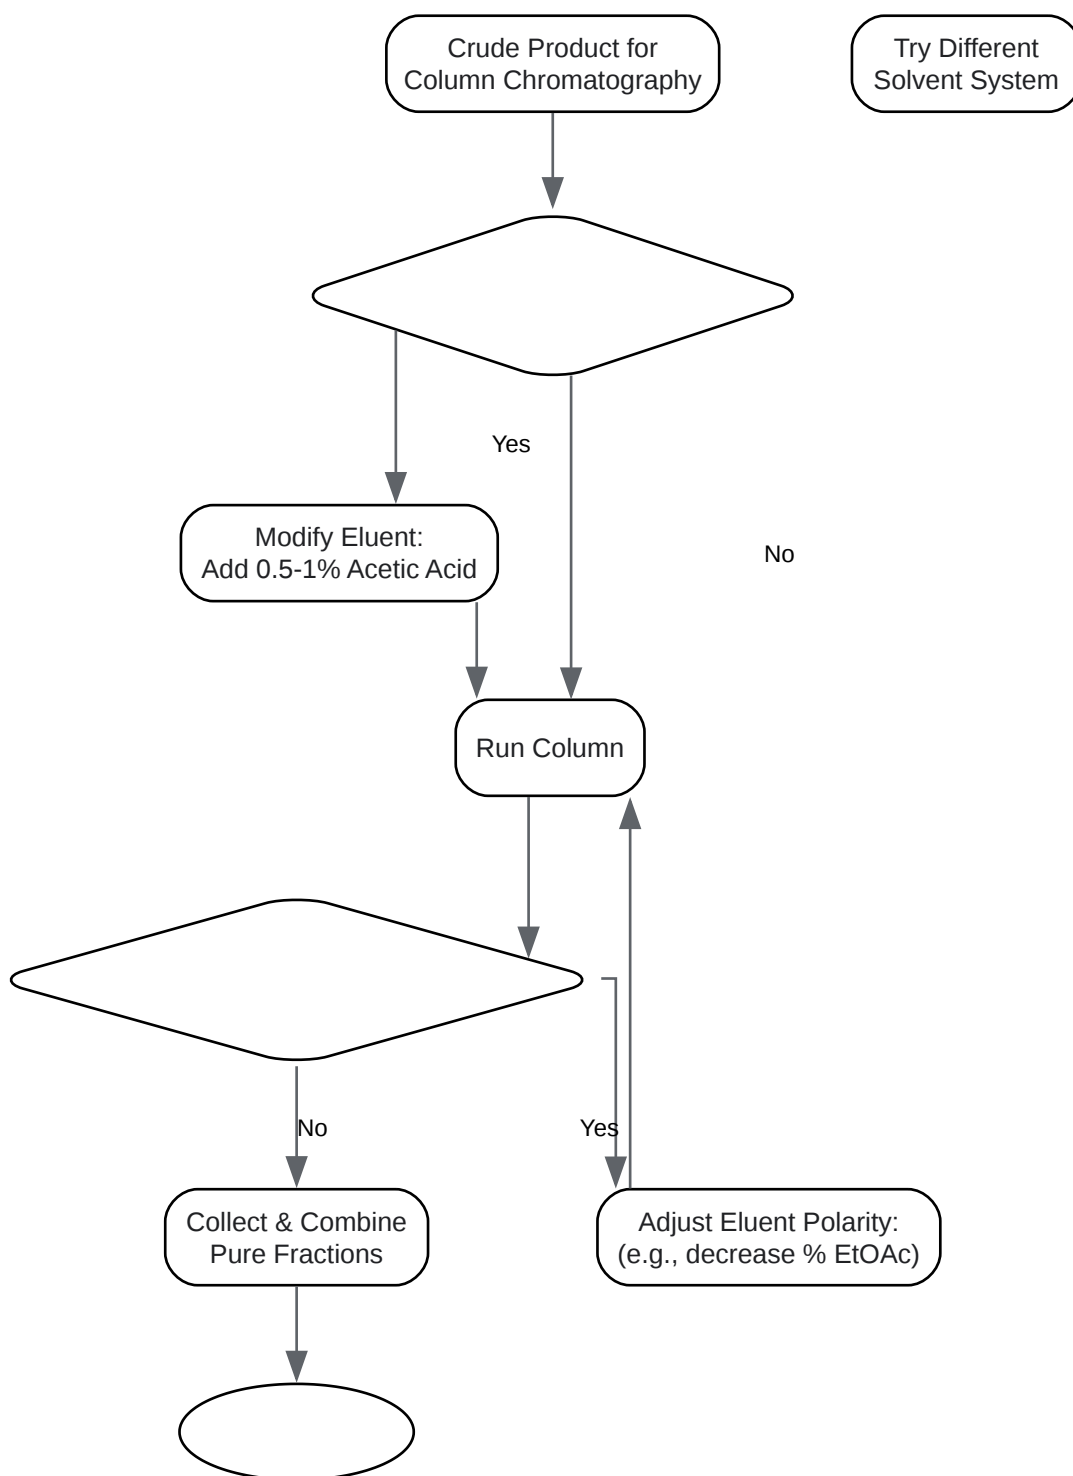 Crude Product for
Column Chromatography
Try Different
Solvent System
Yes
No
Modify Eluent:
Add 0.5-1% Acetic Acid
Run Column
No
Yes
Collect & Combine
Pure Fractions
Adjust Eluent Polarity:
(e.g., decrease % EtOAc)